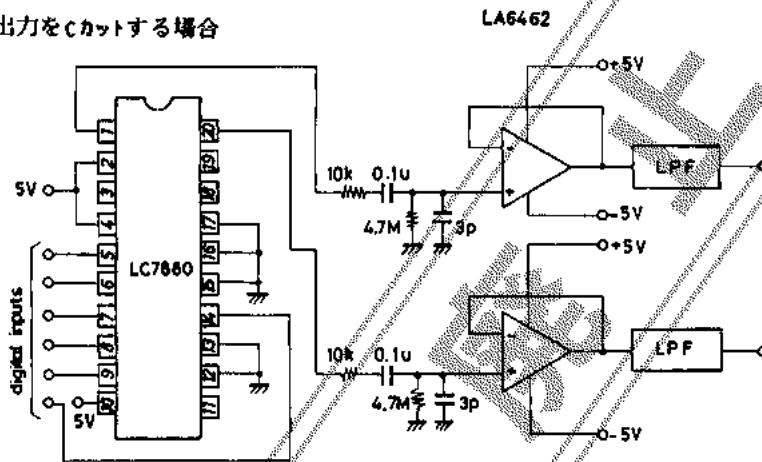 出力をCカットする場合
LA6462
+5V
1
20
2
19
5V
3
18
4
17
5
16
6
LC7880
15
7
14
8
13
9
12
10
5V
11
digital inputs
10k
0.1u
4.7M
3p
-
+
-5V
LPF
+5V
10k
0.1u
4.7M
3p
-
+
-5V
LPF